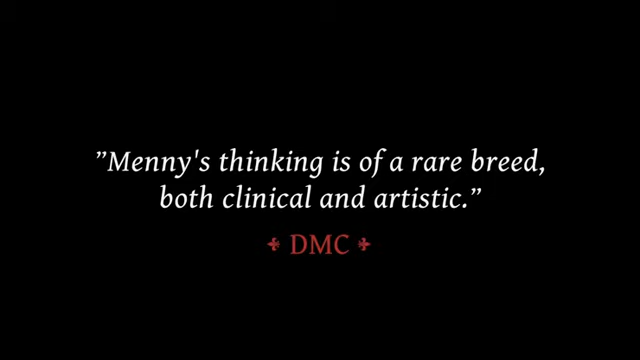 ”Menny's thinking is of a rare breed,
both clinical and artistic.”
DMC